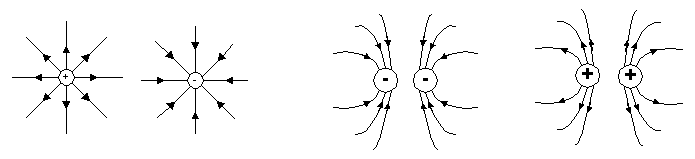 + - - - + +